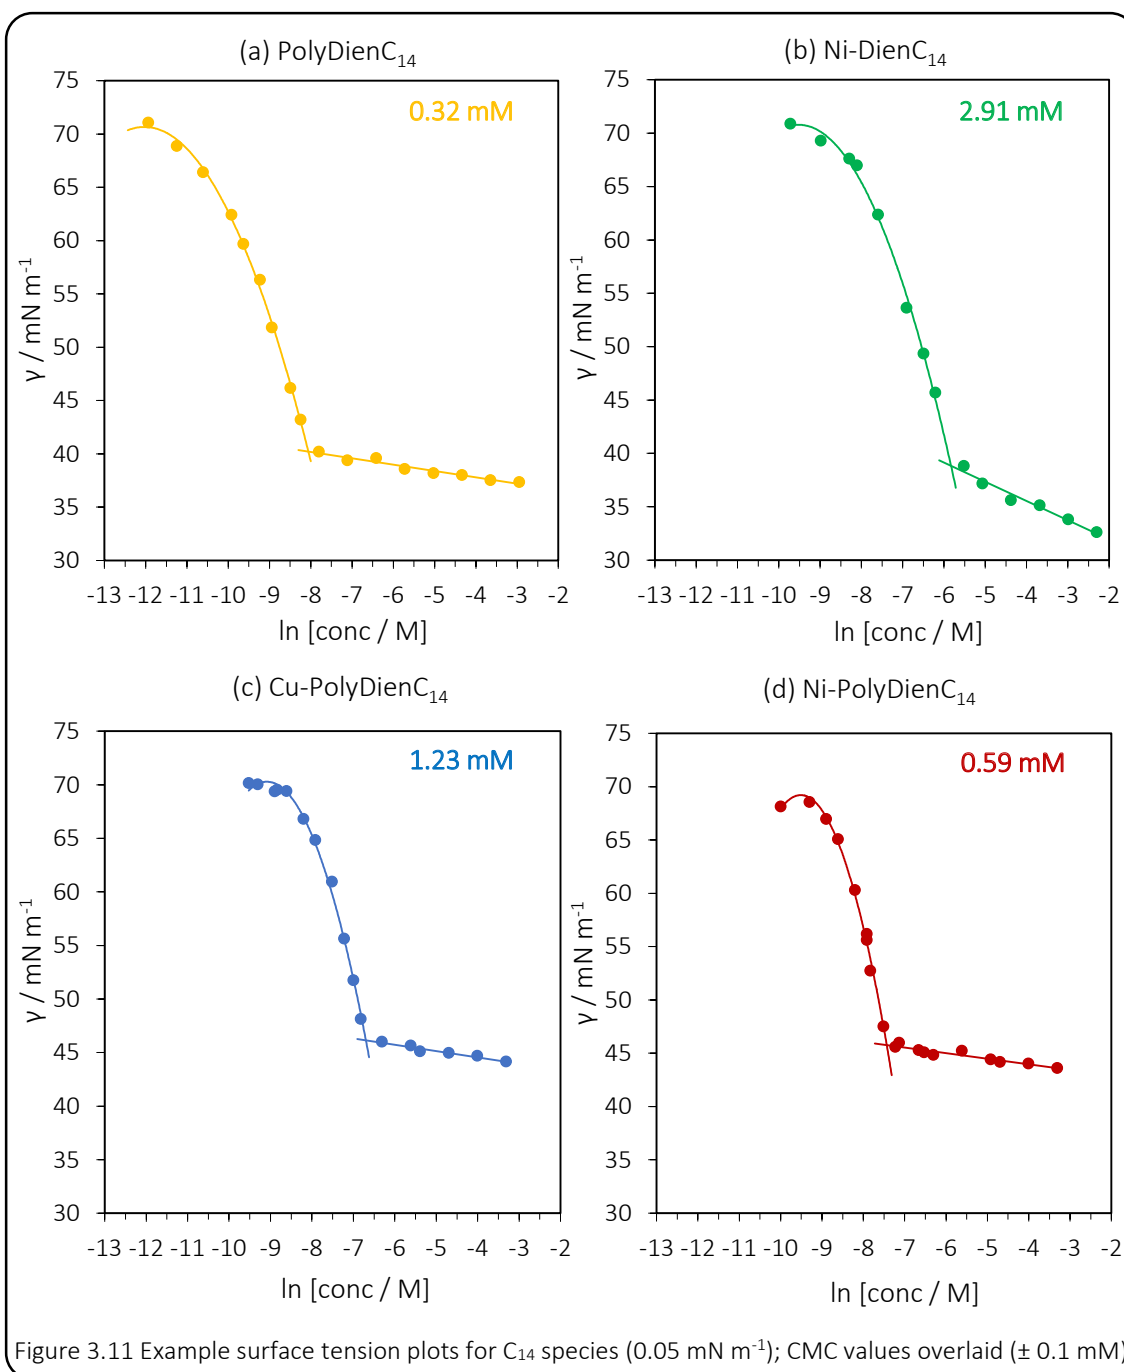 (a) PolyDienC₁₄
0.32 mM
75
70
65
60
55
50
45
40
35
30
γ / mN m⁻¹
-13 -12 -11 -10 -9 -8 -7 -6 -5 -4 -3 -2
ln [conc / M]
(b) Ni-DienC₁₄
2.91 mM
75
70
65
60
55
50
45
40
35
30
γ / mN m⁻¹
-13 -12 -11 -10 -9 -8 -7 -6 -5 -4 -3 -2
ln [conc / M]
(c) Cu-PolyDienC₁₄
1.23 mM
75
70
65
60
55
50
45
40
35
30
γ / mN m⁻¹
-13 -12 -11 -10 -9 -8 -7 -6 -5 -4 -3 -2
ln [conc / M]
(d) Ni-PolyDienC₁₄
0.59 mM
75
70
65
60
55
50
45
40
35
30
γ / mN m⁻¹
-13 -12 -11 -10 -9 -8 -7 -6 -5 -4 -3 -2
ln [conc / M]
Figure 3.11 Example surface tension plots for C₁₄ species (0.05 mN m⁻¹); CMC values overlaid (± 0.1 mM)